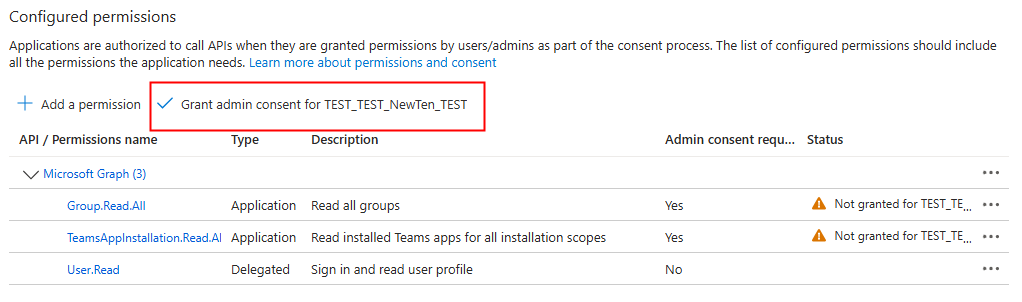 Configured permissions
Applications are authorized to call APIs when they are granted permissions by users/admins as part of the consent process. The list of configured permissions should include
all the permissions the application needs. Learn more about permissions and consent
Add a permission Grant admin consent for TEST_TEST_NewTen_TEST
API / Permissions name Type Description Admin consent requ... Status
Microsoft Graph (3) ...
Group.Read.All Application Read all groups Yes Not granted for TEST_TE... ...
TeamsAppInstallation.Read.Al Application Read installed Teams apps for all installation scopes Yes Not granted for TEST_TE... ...
User.Read Delegated Sign in and read user profile No ...